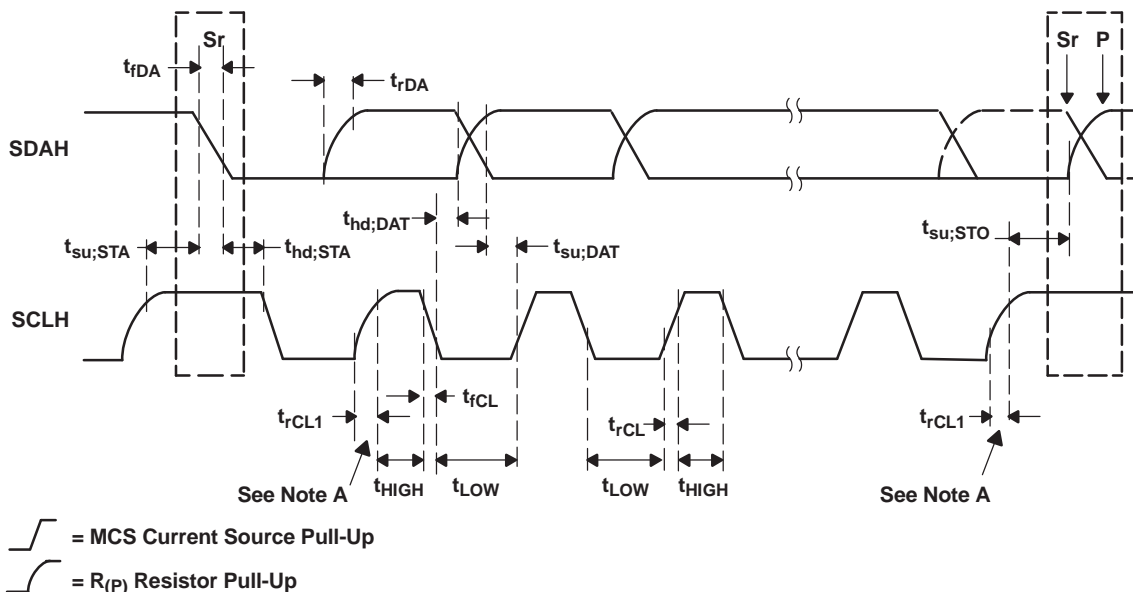 Sr
Sr P
tfDA
trDA
SDAH
thd;DAT
tsu;STA
thd;STA
tsu;DAT
tsu;STO
SCLH
tfCL
trCL1
trCL
trCL1
See Note A
tHIGH
tLOW
tLOW
tHIGH
See Note A
= MCS Current Source Pull-Up
= R(P) Resistor Pull-Up